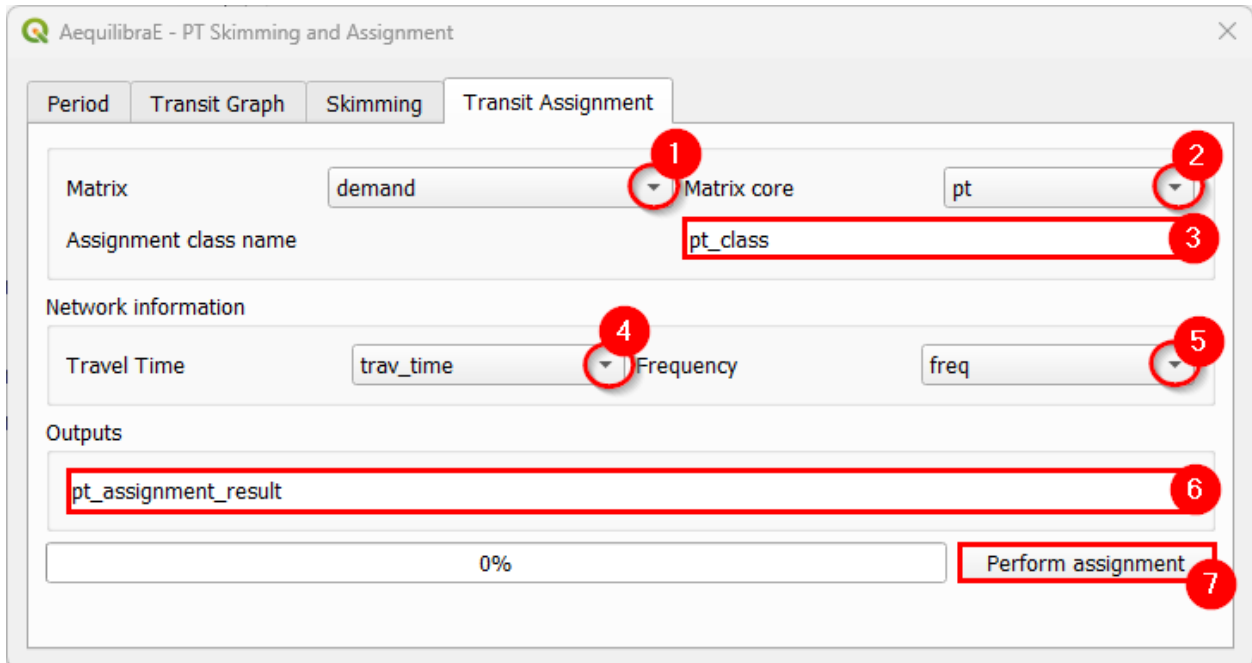 AequilibraE - PT Skimming and Assignment
Period Transit Graph Skimming Transit Assignment
1 2
Matrix demand Matrix core pt
Assignment class name pt_class 3
Network information
4 5
Travel Time trav_time Frequency freq
Outputs
pt_assignment_result 6
0% Perform assignment
7